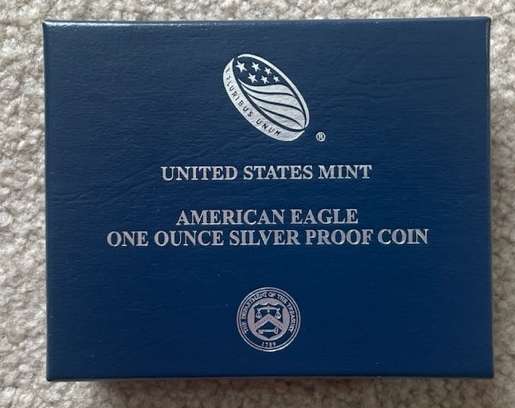 E PLURIBUS UNUM
®
UNITED STATES MINT
AMERICAN EAGLE
ONE OUNCE SILVER PROOF COIN
THE DEPARTMENT OF THE TREASURY
1789